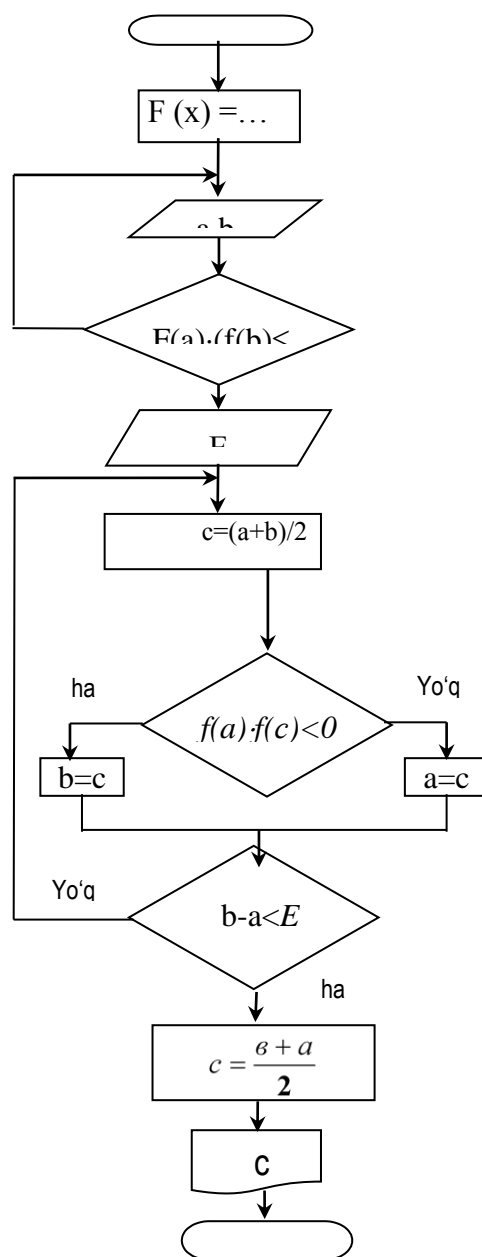 F (x) =…
a,b
F(a)·(f(b)<
E
c=(a+b)/2
ha
Yo‘q
f(a)·f(c)<0
b=c
a=c
Yo‘q
b-a<E
ha
c = в + a / 2
c